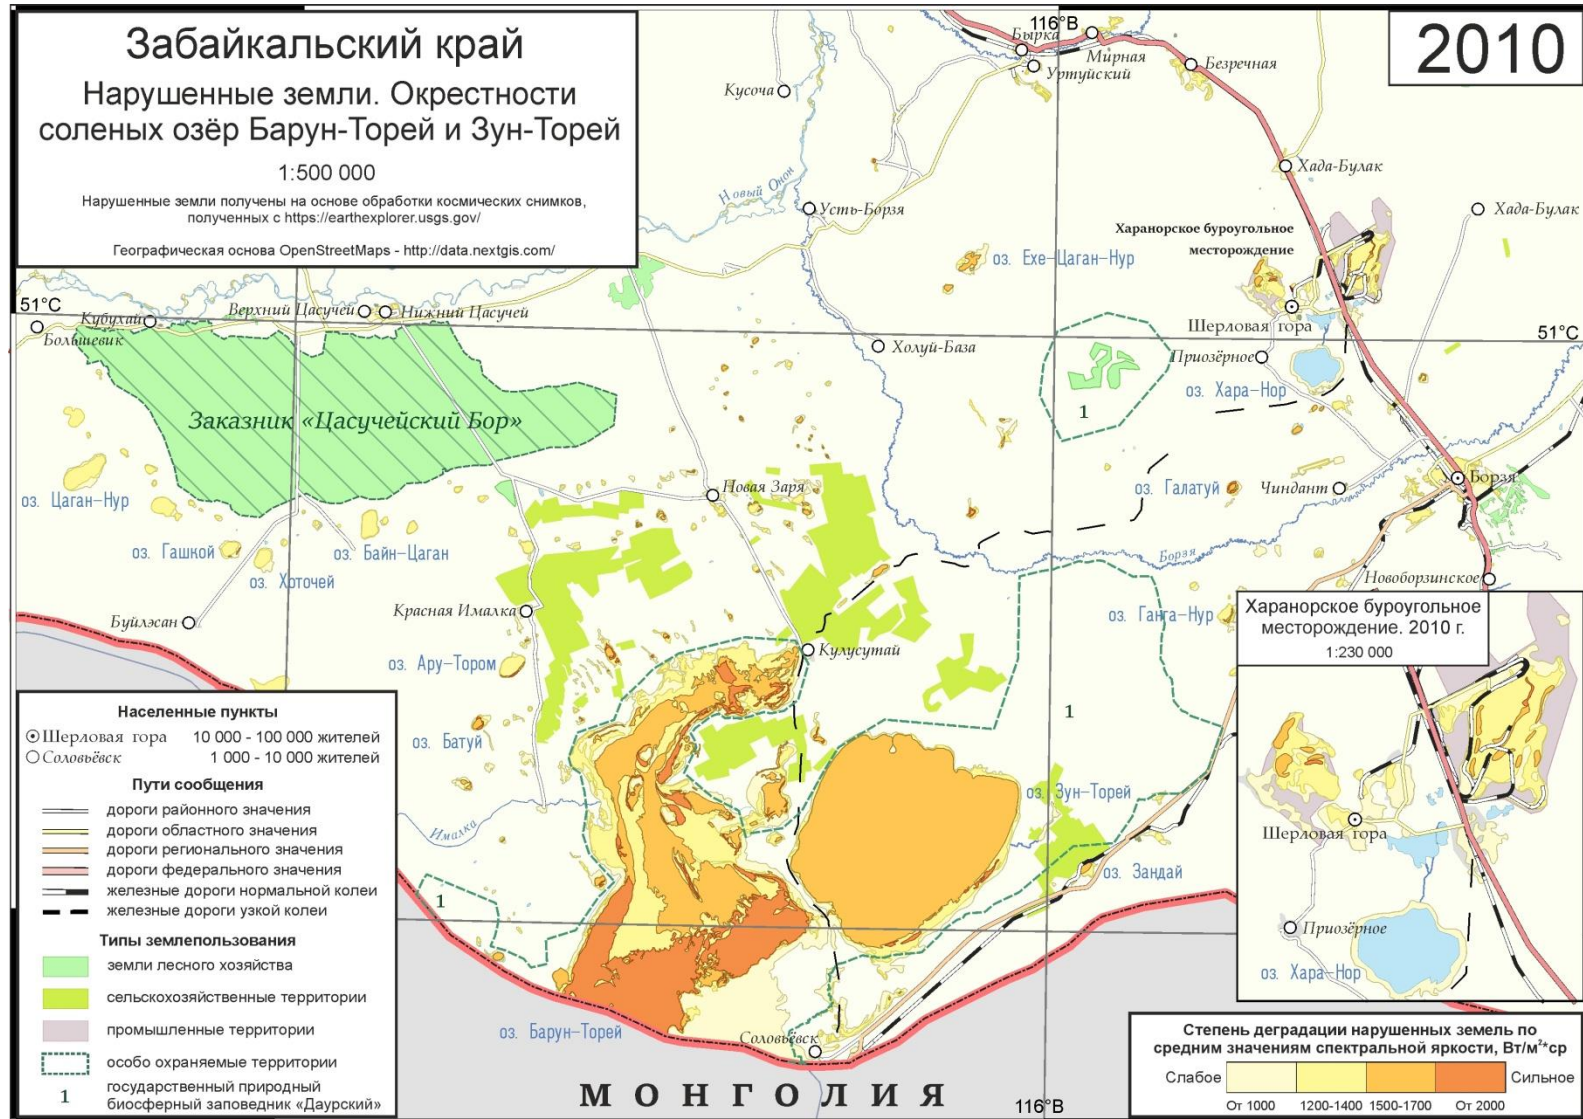 Забайкальский край
Нарушенные земли. Окрестности
соленых озёр Барун-Торей и Зун-Торей
1:500 000
Нарушенные земли получены на основе обработки космических снимков,
полученных с https://earthexplorer.usgs.gov/
Географическая основа OpenStreetMaps - http://data.nextgis.com/
2010
116°В
Бырка
Мирная
Уртуйский
Безречная
Кусоча
Хада-Булак
Новый Онон
Усть-Борзя
Хада-Булак
Харанорское буроугольное
месторождение
оз. Ехе-Цаган-Нур
51°С
Кубухай
Верхний Цасучей
Нижний Цасучей
Большевик
Шерловая гора
51°С
Холуй-База
Приозёрное
оз. Хара-Нор
1
Заказник «Цасучейский Бор»
оз. Цаган-Нур
Новая Заря
оз. Галатуй
Чиндант
Борзя
оз. Гашкой
оз. Байн-Цаган
оз. Хоточей
Борзя
Новоборзинское
Буйлэсан
Красная Ималка
оз. Ганга-Нур
оз. Ару-Тором
Кулусутай
1
оз. Батуй
оз. Зун-Торей
Ималка
оз. Зандай
1
оз. Барун-Торей
Соловьёвск
МОНГОЛИЯ
116°В
Харанорское буроугольное
месторождение. 2010 г.
1:230 000
Шерловая гора
Приозёрное
оз. Хара-Нор
Населенные пункты
Шерловая гора 10 000 - 100 000 жителей
Соловьёвск 1 000 - 10 000 жителей
Пути сообщения
дороги районного значения
дороги областного значения
дороги регионального значения
дороги федерального значения
железные дороги нормальной колеи
железные дороги узкой колеи
Типы землепользования
земли лесного хозяйства
сельскохозяйственные территории
промышленные территории
особо охраняемые территории
1 государственный природный
биосферный заповедник «Даурский»
Степень деградации нарушенных земель по
средним значениям спектральной яркости, Вт/м²*ср
Слабое Сильное
От 1000 1200-1400 1500-1700 От 2000